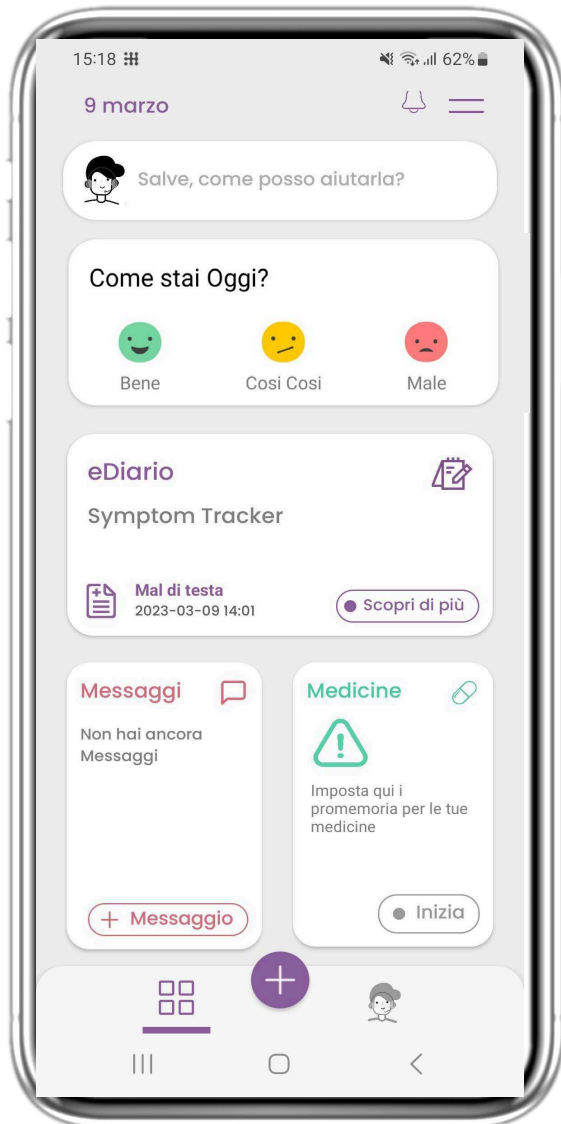 15:18 62%
9 marzo
Salve, come posso aiutarla?
Come stai Oggi?
Bene Cosi Cosi Male
eDiario
Symptom Tracker
Mal di testa
2023-03-09 14:01
Scopri di più
Messaggi
Non hai ancora
Messaggi
+ Messaggio
Medicine
Imposta qui i
promemoria per le tue
medicine
Inizia